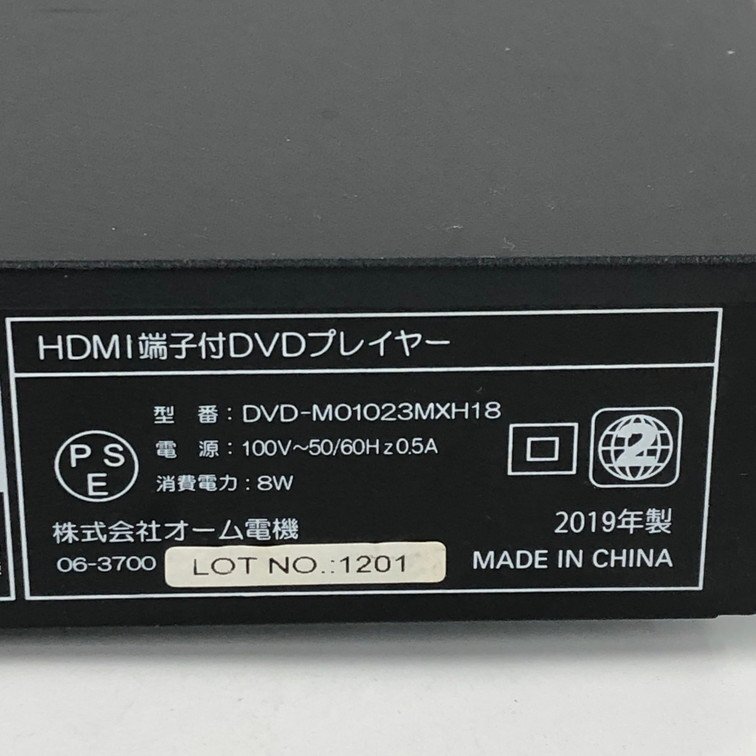 HDMI端子付DVDプレイヤー
型 番：DVD-M01023MXH18
電 源：100V～50/60Hz0.5A
消費電力：8W
PSE
2
株式会社オーム電機
2019年製
06-3700
LOT NO.:1201
MADE IN CHINA